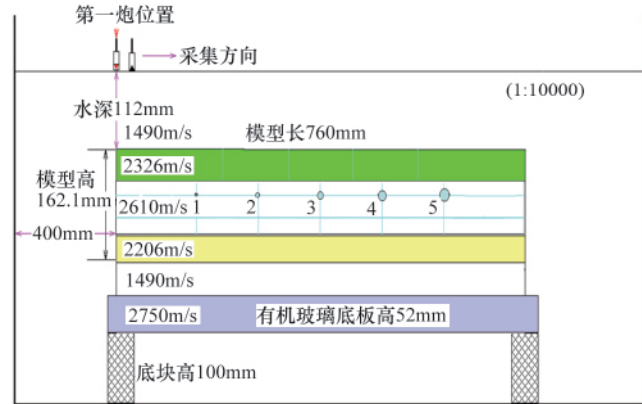 第一炮位置
采集方向
(1:10000)
水深112mm
1490m/s
模型长760mm
2326m/s
模型高
162.1mm
2610m/s 1 2 3 4 5
400mm
2206m/s
1490m/s
2750m/s
有机玻璃底板高52mm
底块高100mm